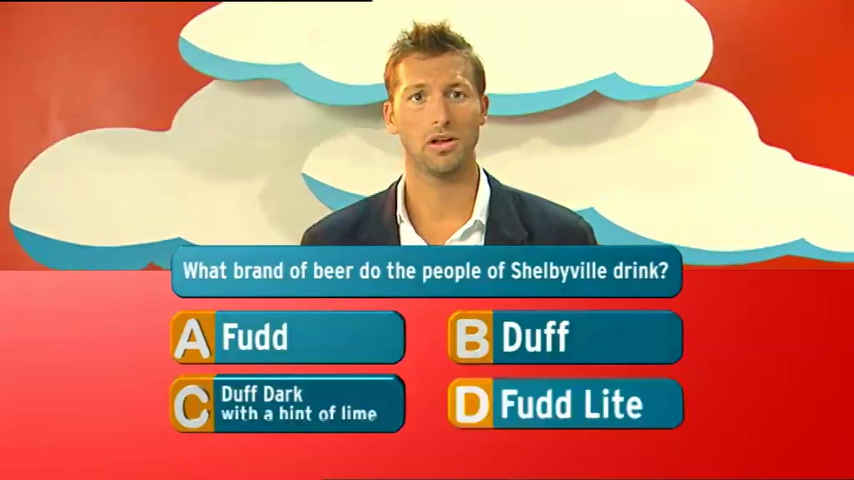 What brand of beer do the people of Shelbyville drink?
A Fudd
B Duff
C Duff Dark
with a hint of lime
D Fudd Lite